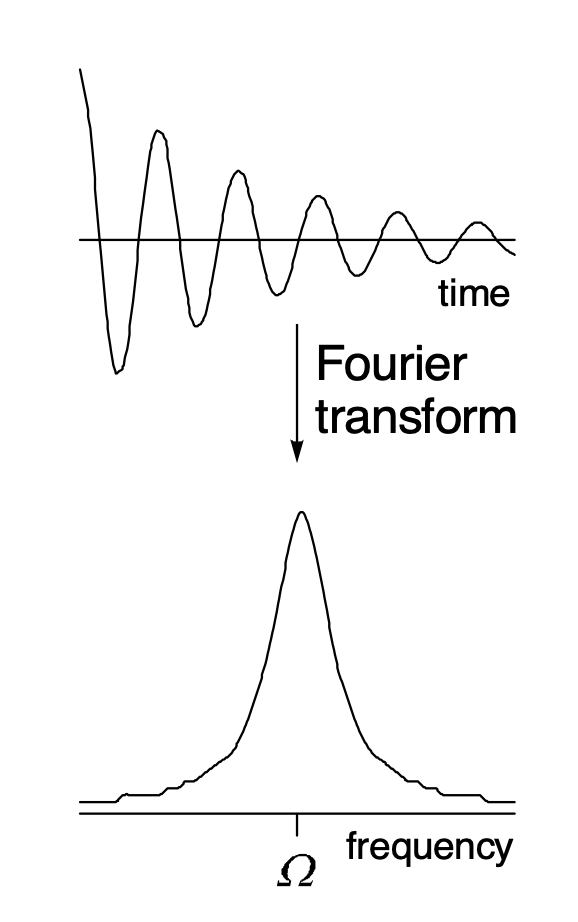 time
Fourier
transform
frequency
Ω